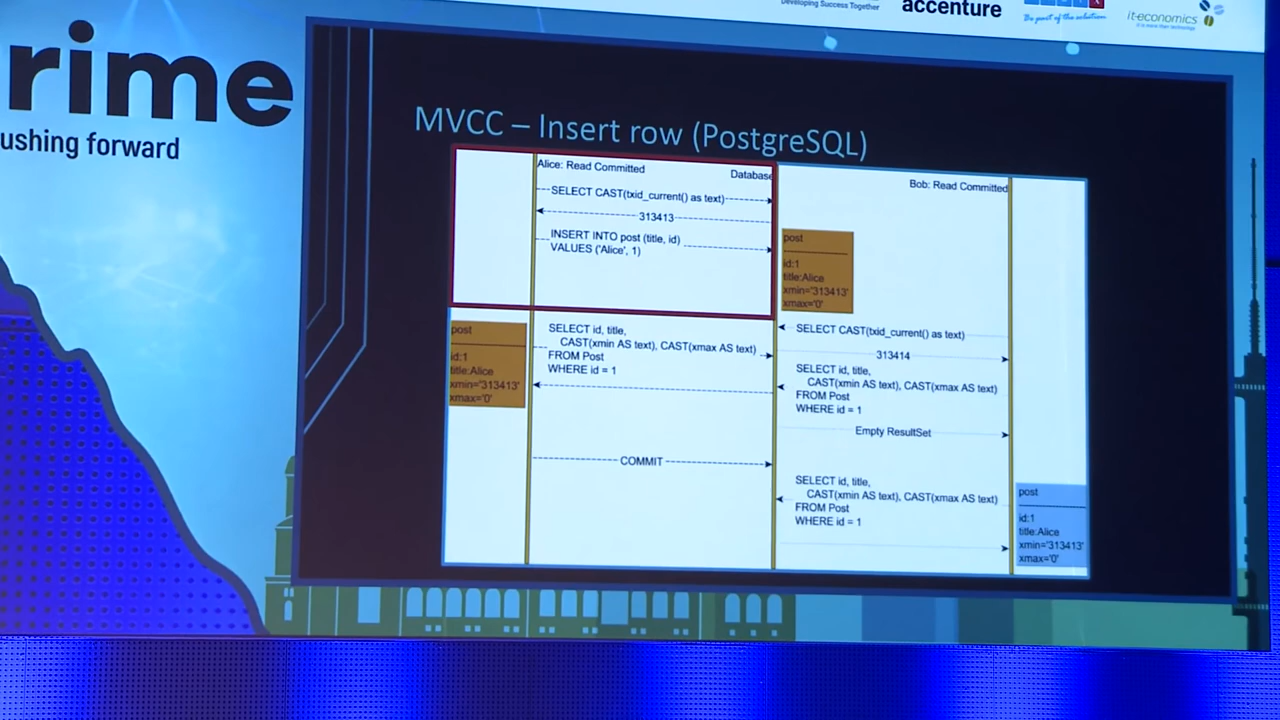 Developing Success Together
accenture
Be part of the solution
it-economics
rime
ushing forward
MVCC – Insert row (PostgreSQL)
Alice: Read Committed
Database
Bob: Read Committed
SELECT CAST(txid_current() as text)
313413
INSERT INTO post (title, id)
VALUES ('Alice', 1)
post
id:1
title:Alice
xmin='313413'
xmax='0'
post
id:1
title:Alice
xmin='313413'
xmax='0'
SELECT id, title,
CAST(xmin AS text), CAST(xmax AS text)
FROM Post
WHERE id = 1
SELECT CAST(txid_current() as text)
313414
SELECT id, title,
CAST(xmin AS text), CAST(xmax AS text)
FROM Post
WHERE id = 1
Empty ResultSet
COMMIT
SELECT id, title,
CAST(xmin AS text), CAST(xmax AS text)
FROM Post
WHERE id = 1
post
id:1
title:Alice
xmin='313413'
xmax='0'